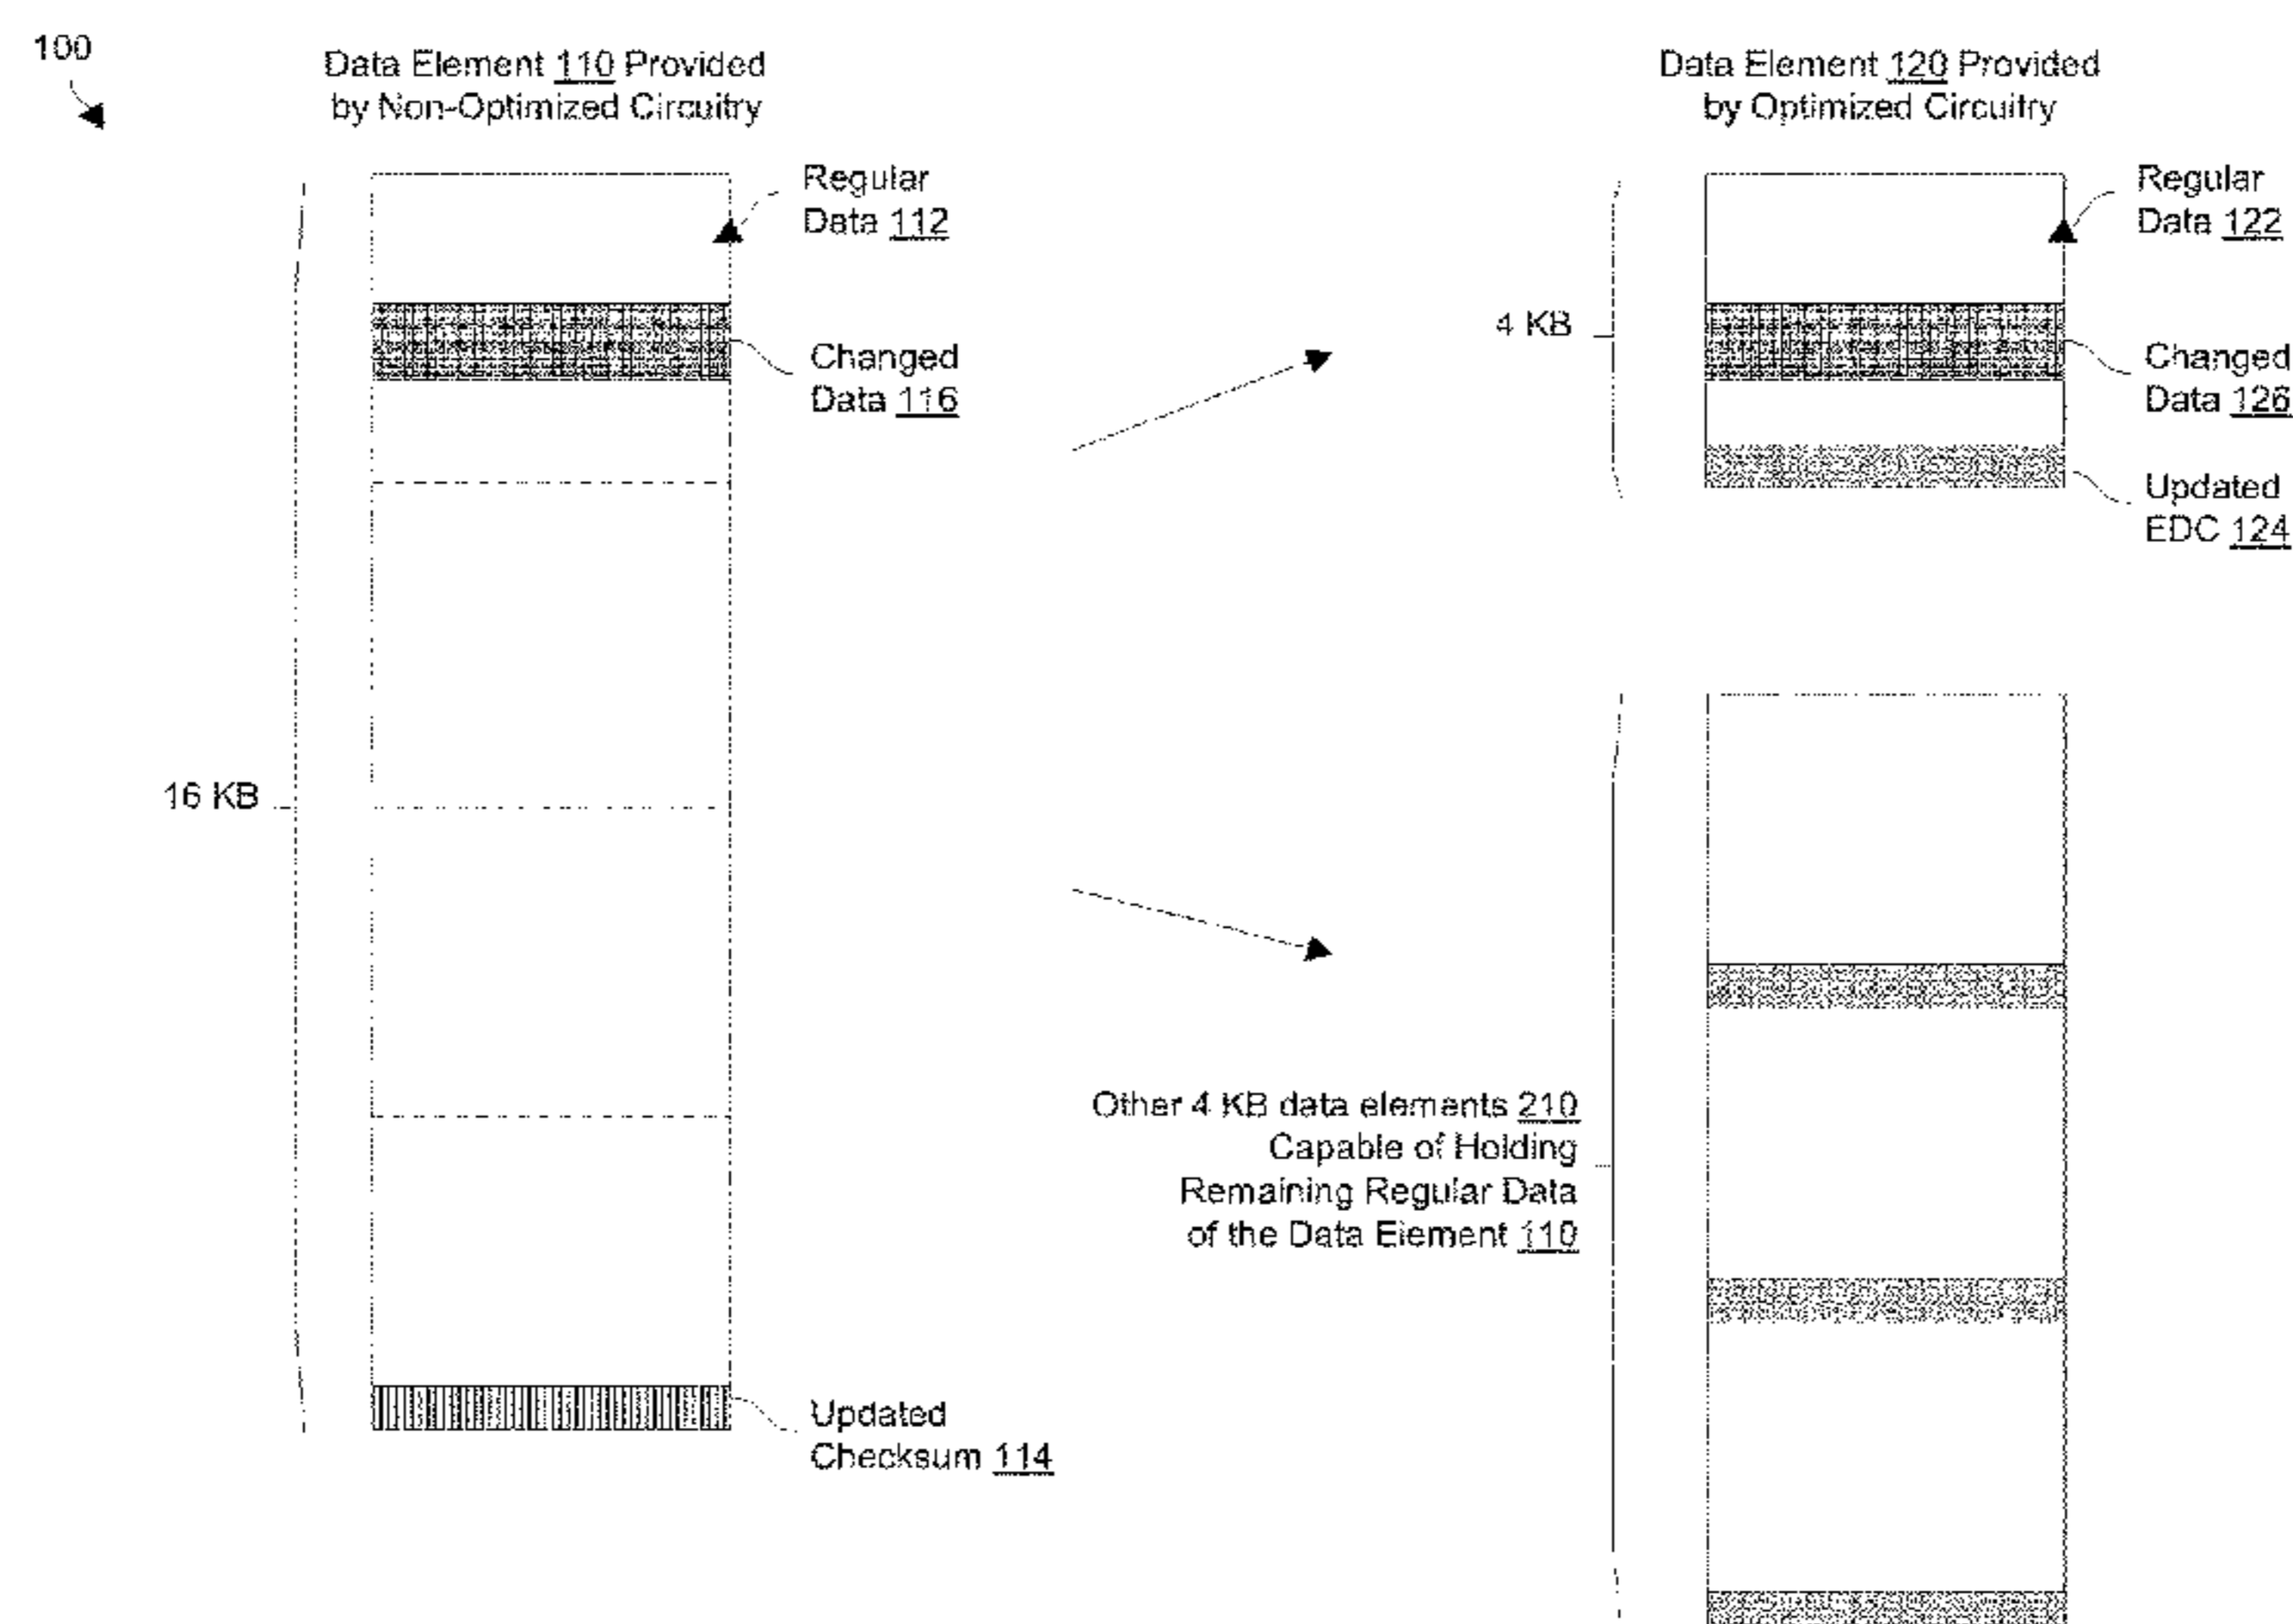 100
Data Element 110 Provided
by Non-Optimized Circuitry
Regular
Data 112
Changed
Data 116
16 KB
Updated
Checksum 114
Data Element 120 Provided
by Optimized Circuitry
Regular
Data 122
4 KB
Changed
Data 126
Updated
EDC 124
Other 4 KB data elements 210
Capable of Holding
Remaining Regular Data
of the Data Element 110